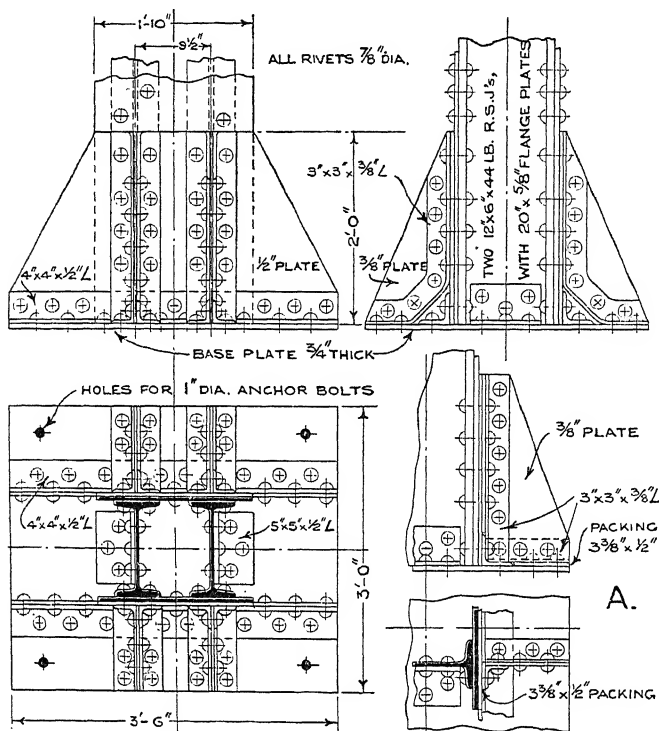 1'-10"
9½"
ALL RIVETS ⅞" DIA.
3"x3"x⅜"L
TWO 12"x6"x44 LB. R.S.J's,
WITH 20"x⅝" FLANGE PLATES
2'-0"
4"x4"x½"L
½" PLATE
⅜" PLATE
BASE PLATE ¾" THICK
HOLES FOR 1" DIA. ANCHOR BOLTS
4"x4"x½"L
5"x5"x½"L
3'-0"
3'-6"
⅜" PLATE
3"x3"x⅜"L
PACKING
3⅜"x½"
A.
3⅜"x½" PACKING